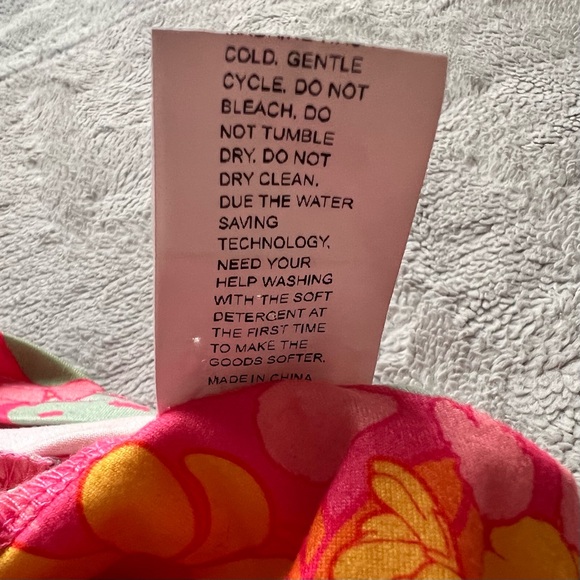 COLD. GENTLE
CYCLE. DO NOT
BLEACH. DO
NOT TUMBLE
DRY. DO NOT
DRY CLEAN.
DUE THE WATER
SAVING
TECHNOLOGY,
NEED YOUR
HELP WASHING
WITH THE SOFT
DETERGENT AT
THE FIRST TIME
TO MAKE THE
GOODS SOFTER.
MADE IN CHINA